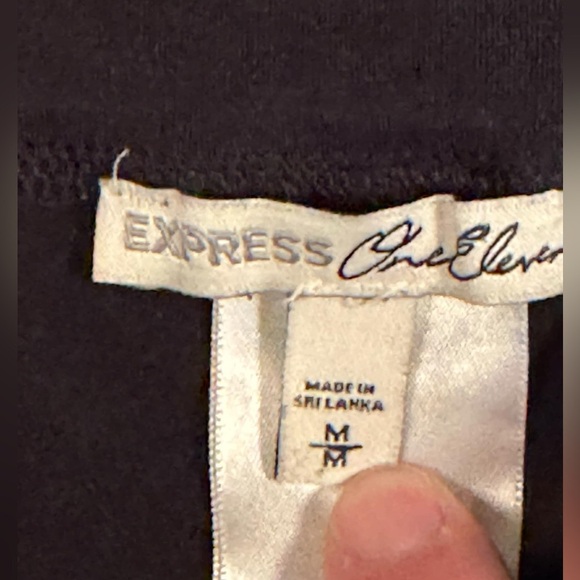 EXPRESS One Eleven
MADE IN
SRI LANKA
M
M